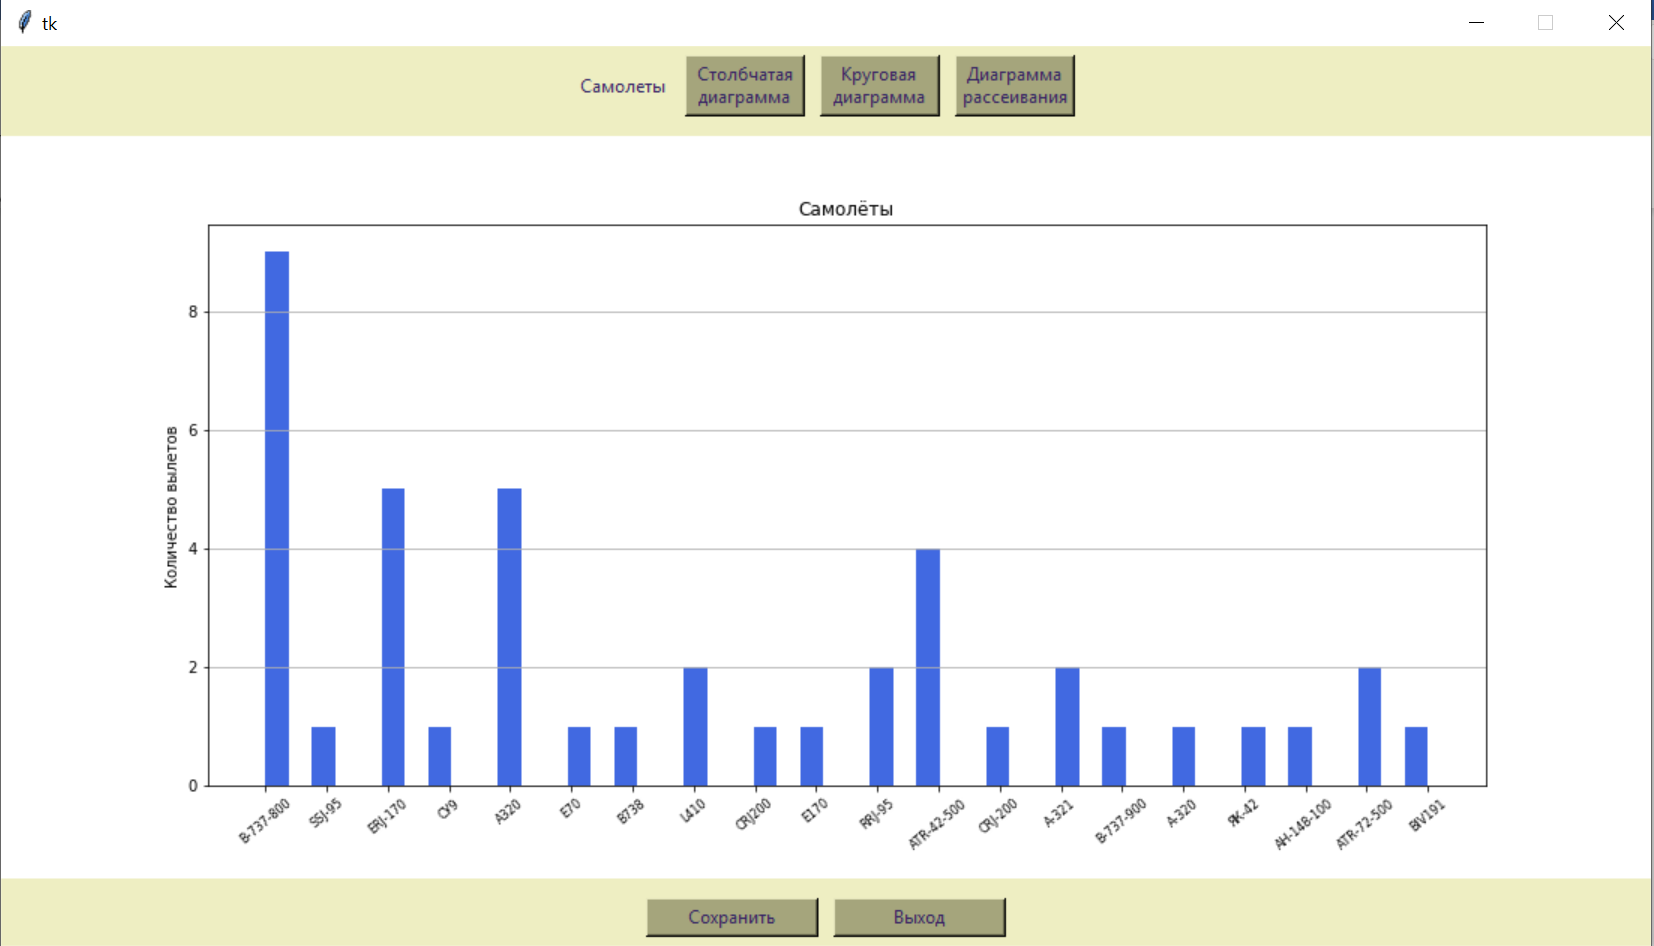 tk
Самолеты
Столбчатая
диаграмма
Круговая
диаграмма
Диаграмма
рассеивания
Самолёты
Количество вылетов
8
6
4
2
0
B-737-800
SSJ-95
ERJ-170
СУ9
A320
E70
B738
L410
CRJ200
E170
RRJ-95
ATR-42-500
CRJ-200
A-321
B-737-900
A-320
ЯК-42
АН-148-100
ATR-72-500
BIV191
Сохранить
Выход